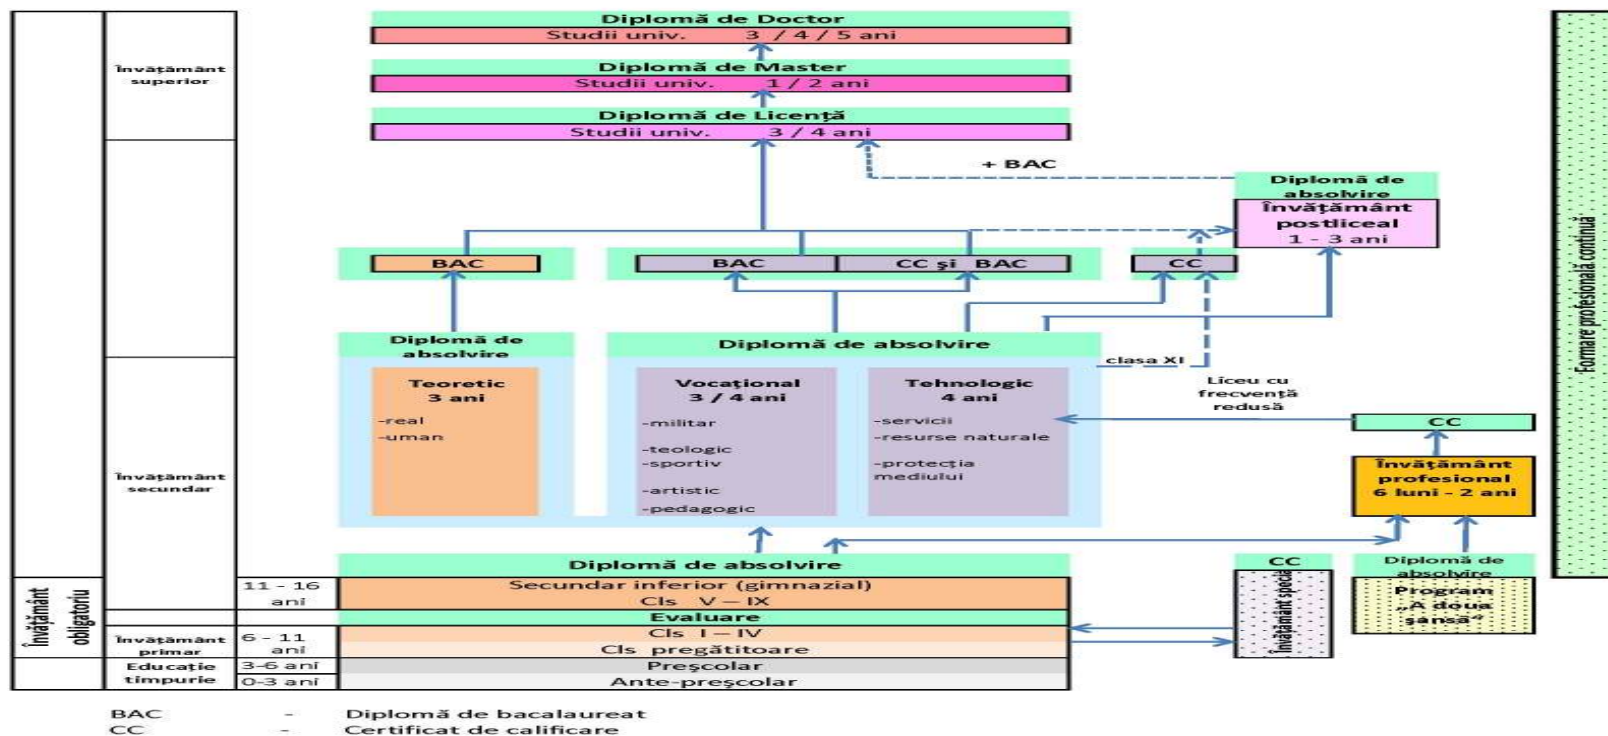 Diplomă de Doctor
Studii univ. 3 / 4 / 5 ani
Învățământ
superior
Diplomă de Master
Studii univ. 1 / 2 ani
Diplomă de Licență
Studii univ. 3 / 4 ani
+ BAC
Diplomă de
absolvire
Învățământ
postliceal
1 - 3 ani
BAC
BAC
CC și BAC
CC
Formare profesională continuă
Diplomă de
absolvire
Diplomă de absolvire
clasa XI
Teoretic
3 ani
-real
-uman
Vocațional
3 / 4 ani
-militar
-teologic
-sportiv
-artistic
-pedagogic
Tehnologic
4 ani
-servicii
-resurse naturale
-protecția
mediului
Liceu cu
frecvență
redusă
CC
Învățământ
profesional
6 luni - 2 ani
Învățământ
secundar
Diplomă de absolvire
CC
Învățământ special
Diplomă de
absolvire
Program
„A doua
șansă"
Învățământ
obligatoriu
11 - 16
ani
Secundar inferior (gimnazial)
Cls V – IX
Evaluare
Învățământ
primar
6 - 11
ani
Cls I – IV
Cls pregătitoare
Educație
timpurie
3-6 ani
Preșcolar
0-3 ani
Ante-preșcolar
BAC - Diplomă de bacalaureat
CC - Certificat de calificare